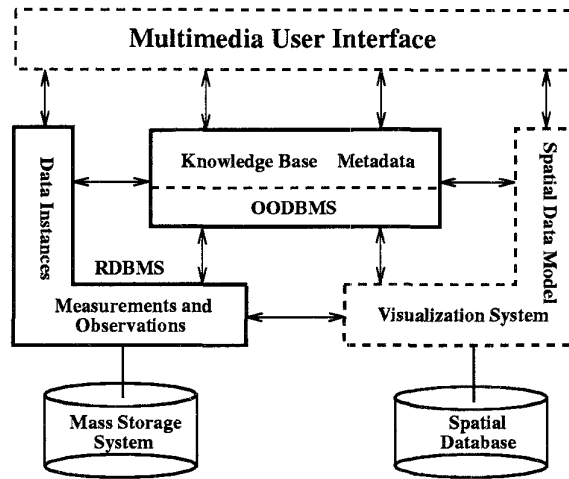 Multimedia User Interface
Data Instances
Knowledge Base Metadata
OODBMS
Spatial Data Model
RDBMS
Measurements and
Observations
Visualization System
Mass Storage
System
Spatial
Database